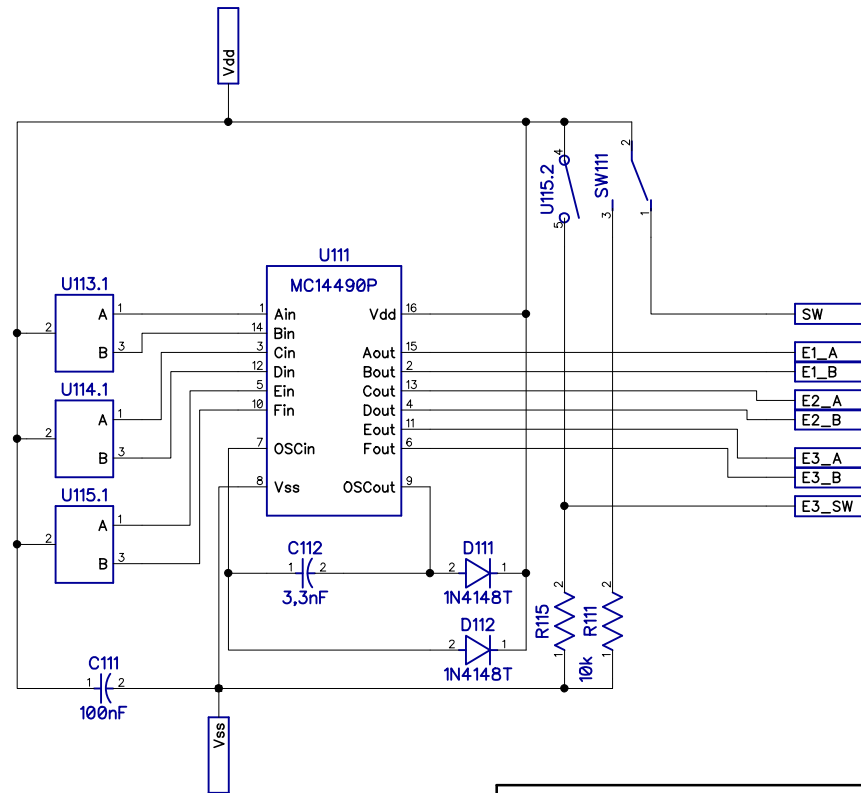 Vdd
U111
MC14490P
U113.1
A 1
2
B 3
U114.1
A 1
2
B 3
U115.1
A 1
2
B 3
1 Ain
14 Bin
3 Cin
12 Din
5 Ein
10 Fin
7 OSCin
8 Vss
Vdd 16
Aout 15
Bout 2
Cout 13
Dout 4
Eout 11
Fout 6
OSCout 9
U115.2
4
5
SW111
2
3
1
SW
E1_A
E1_B
E2_A
E2_B
E3_A
E3_B
E3_SW
C112
1 2
3,3nF
D111
2 1
1N4148T
D112
2 1
1N4148T
R115
2
1
R111
2
1
10k
C111
1 2
100nF
Vss